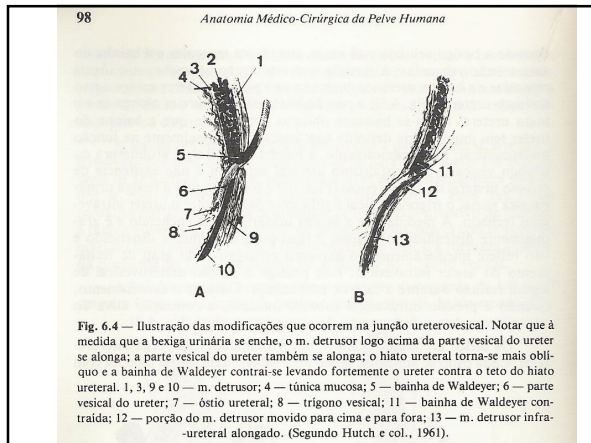 98
Anatomia Médico-Cirúrgica da Pelve Humana
2
3
4
1
5
6
7
8
9
10
11
12
13
A
B
Fig. 6.4 — Ilustração das modificações que ocorrem na junção ureterovesical. Notar que à
medida que a bexiga urinária se enche, o m. detrusor logo acima da parte vesical do ureter
se alonga; a parte vesical do ureter também se alonga; o hiato ureteral torna-se mais oblí-
quo e a bainha de Waldeyer contrai-se levando fortemente o ureter contra o teto do hiato
ureteral. 1, 3, 9 e 10 — m. detrusor; 4 — túnica mucosa; 5 — bainha de Waldeyer; 6 — parte
vesical do ureter; 7 — óstio ureteral; 8 — trígono vesical; 11 — bainha de Waldeyer con-
traída; 12 — porção do m. detrusor movido para cima e para fora; 13 — m. detrusor infra-
-ureteral alongado. (Segundo Hutch e col., 1961).